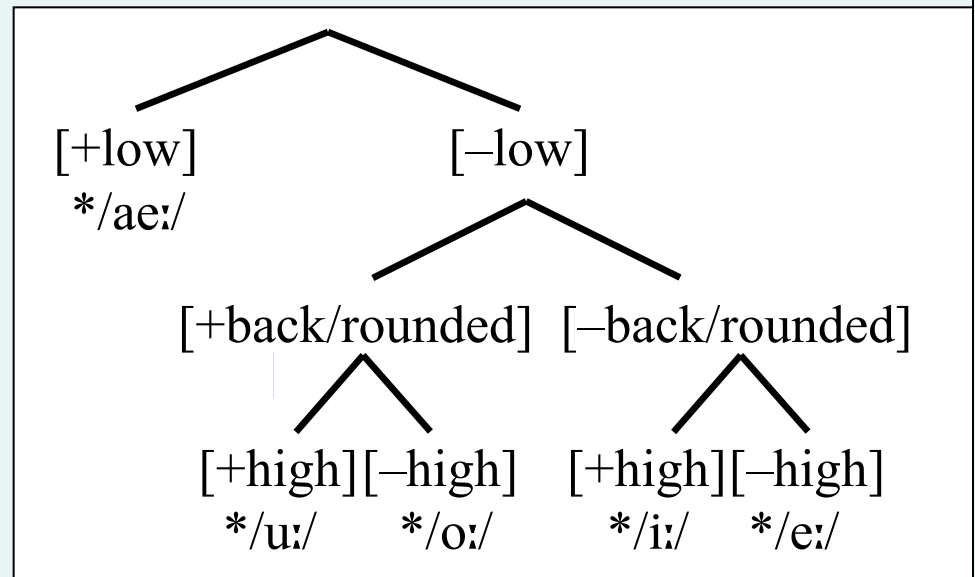 [+low] [–low]
*/aeː/
[+back/rounded] [–back/rounded]
[+high][–high] [+high][–high]
*/uː/ */oː/ */iː/ */eː/